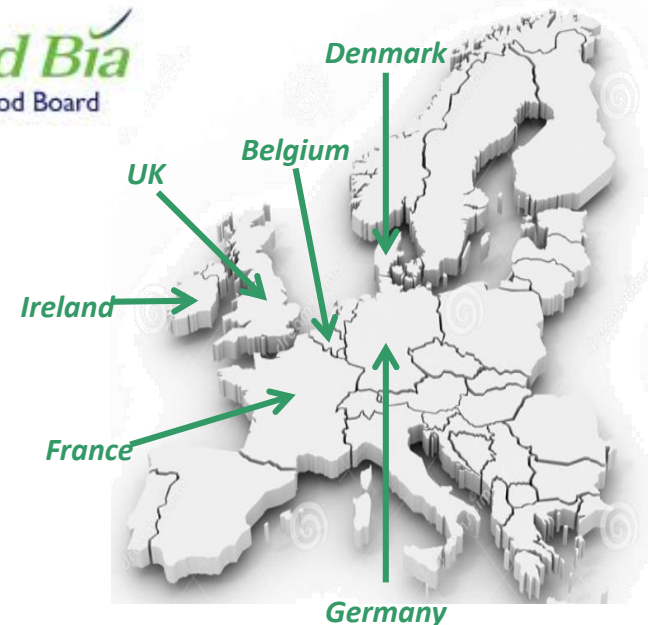 d Bia
od Board
Denmark
Belgium
UK
Ireland
France
Germany